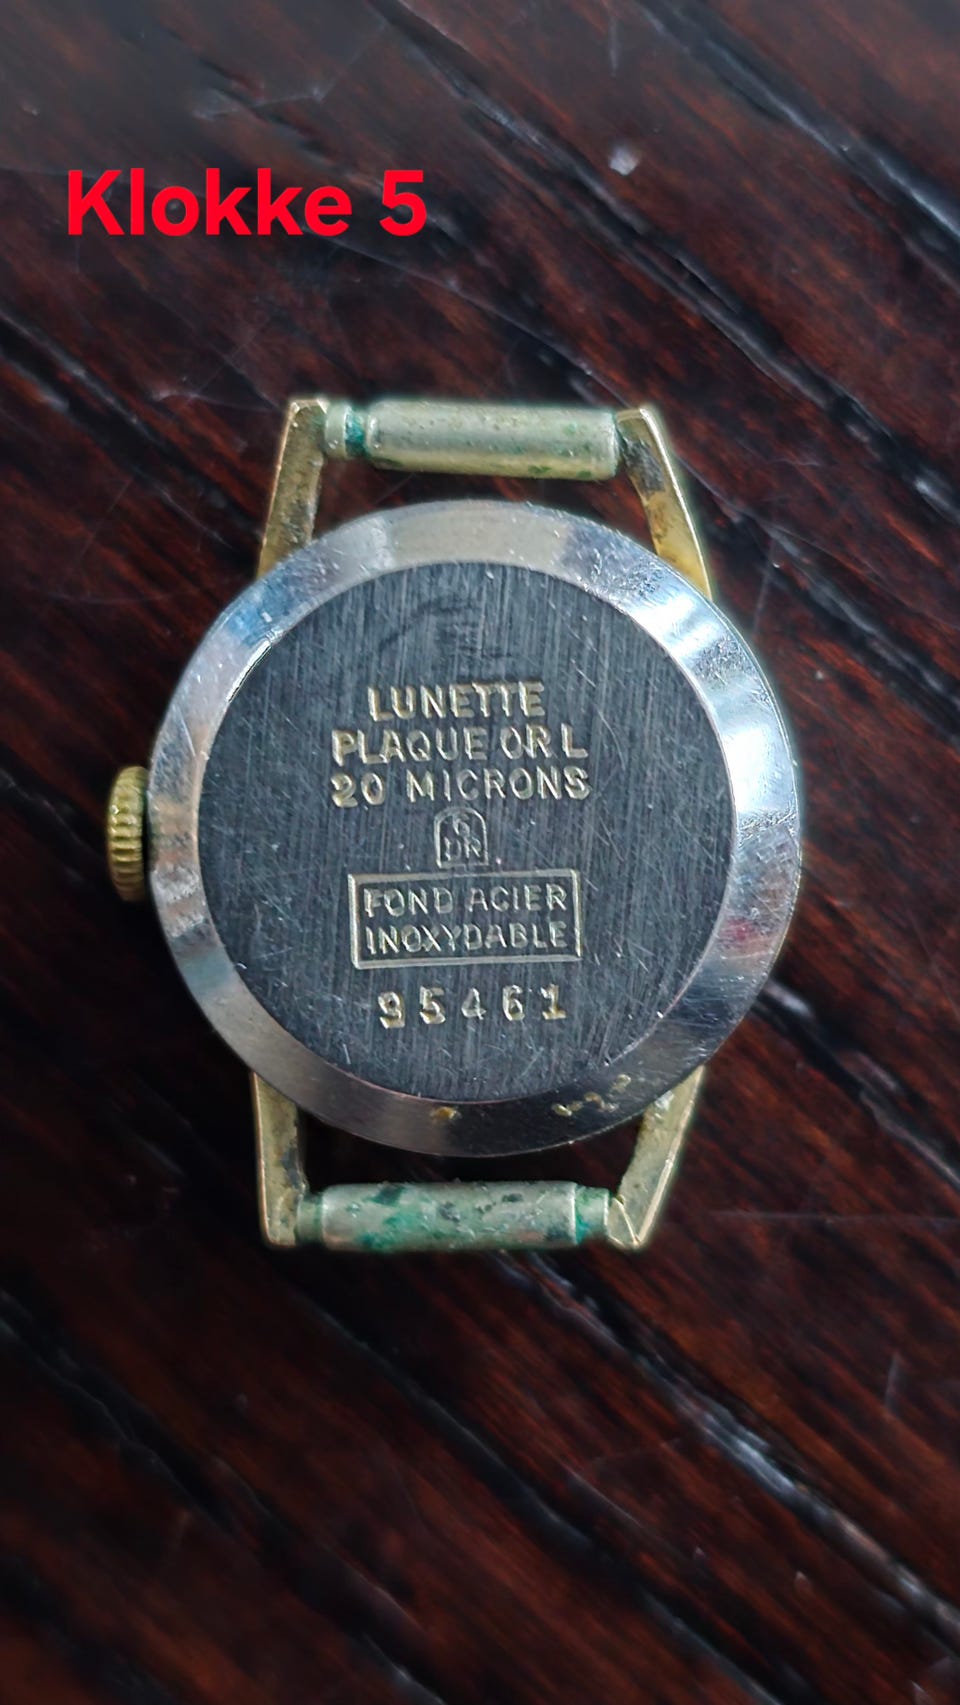 Klokke 5
LUNETTE
PLAQUE OR L
20 MICRONS
FOND ACIER
INOXYDABLE
95461